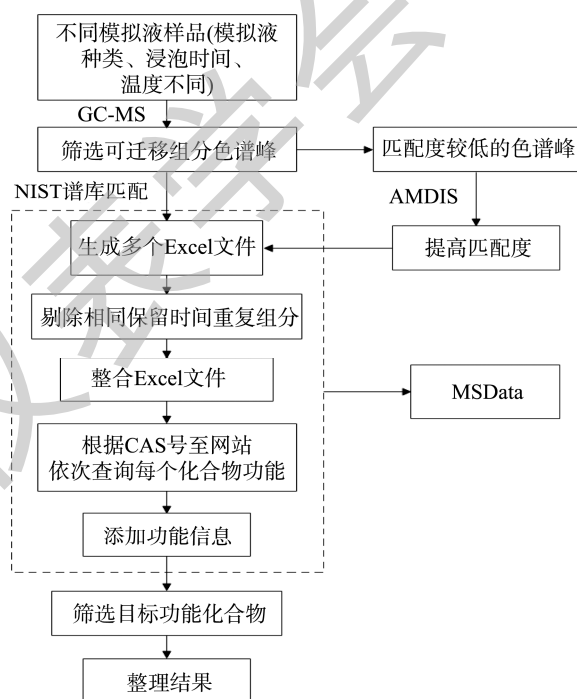 不同模拟液样品(模拟液
种类、浸泡时间、
温度不同)
GC-MS
筛选可迁移组分色谱峰
匹配度较低的色谱峰
NIST谱库匹配
AMDIS
生成多个Excel文件
提高匹配度
剔除相同保留时间重复组分
整合Excel文件
MSData
根据CAS号至网站
依次查询每个化合物功能
添加功能信息
筛选目标功能化合物
整理结果
仪表学会